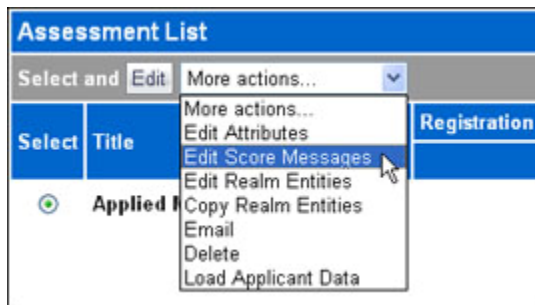 Assessment List
Select and Edit More actions...
More actions...
Edit Attributes
Edit Score Messages
Edit Realm Entities
Copy Realm Entities
Email
Delete
Load Applicant Data
Select Title Registration
Applied